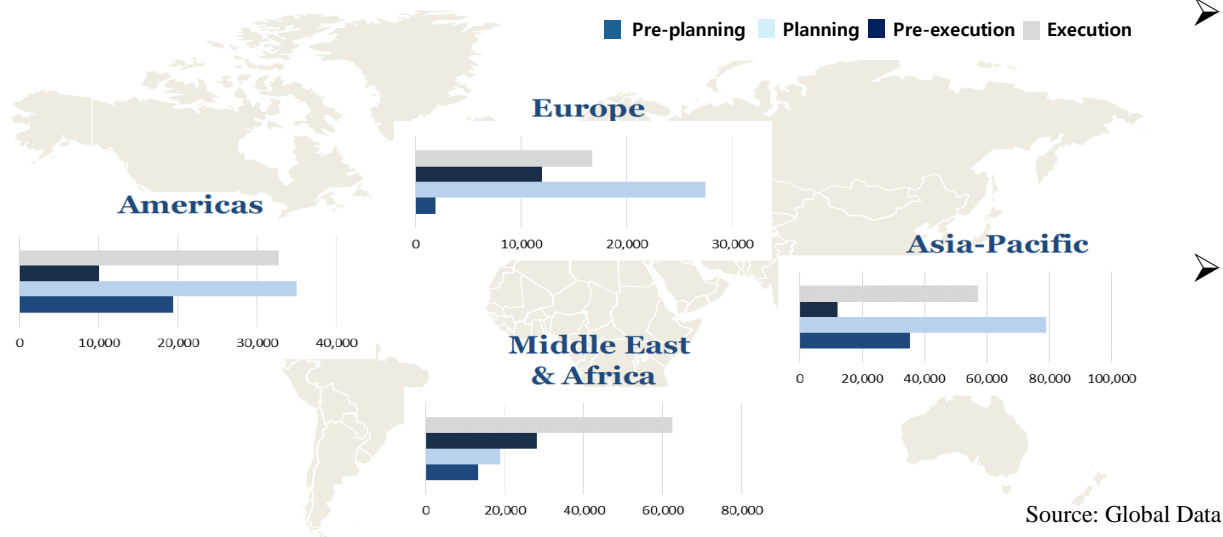 Pre-planning Planning Pre-execution Execution
Europe
0 10,000 20,000 30,000
Americas
0 10,000 20,000 30,000 40,000
Asia-Pacific
0 20,000 40,000 60,000 80,000 100,000
Middle East
& Africa
0 20,000 40,000 60,000 80,000
Source: Global Data